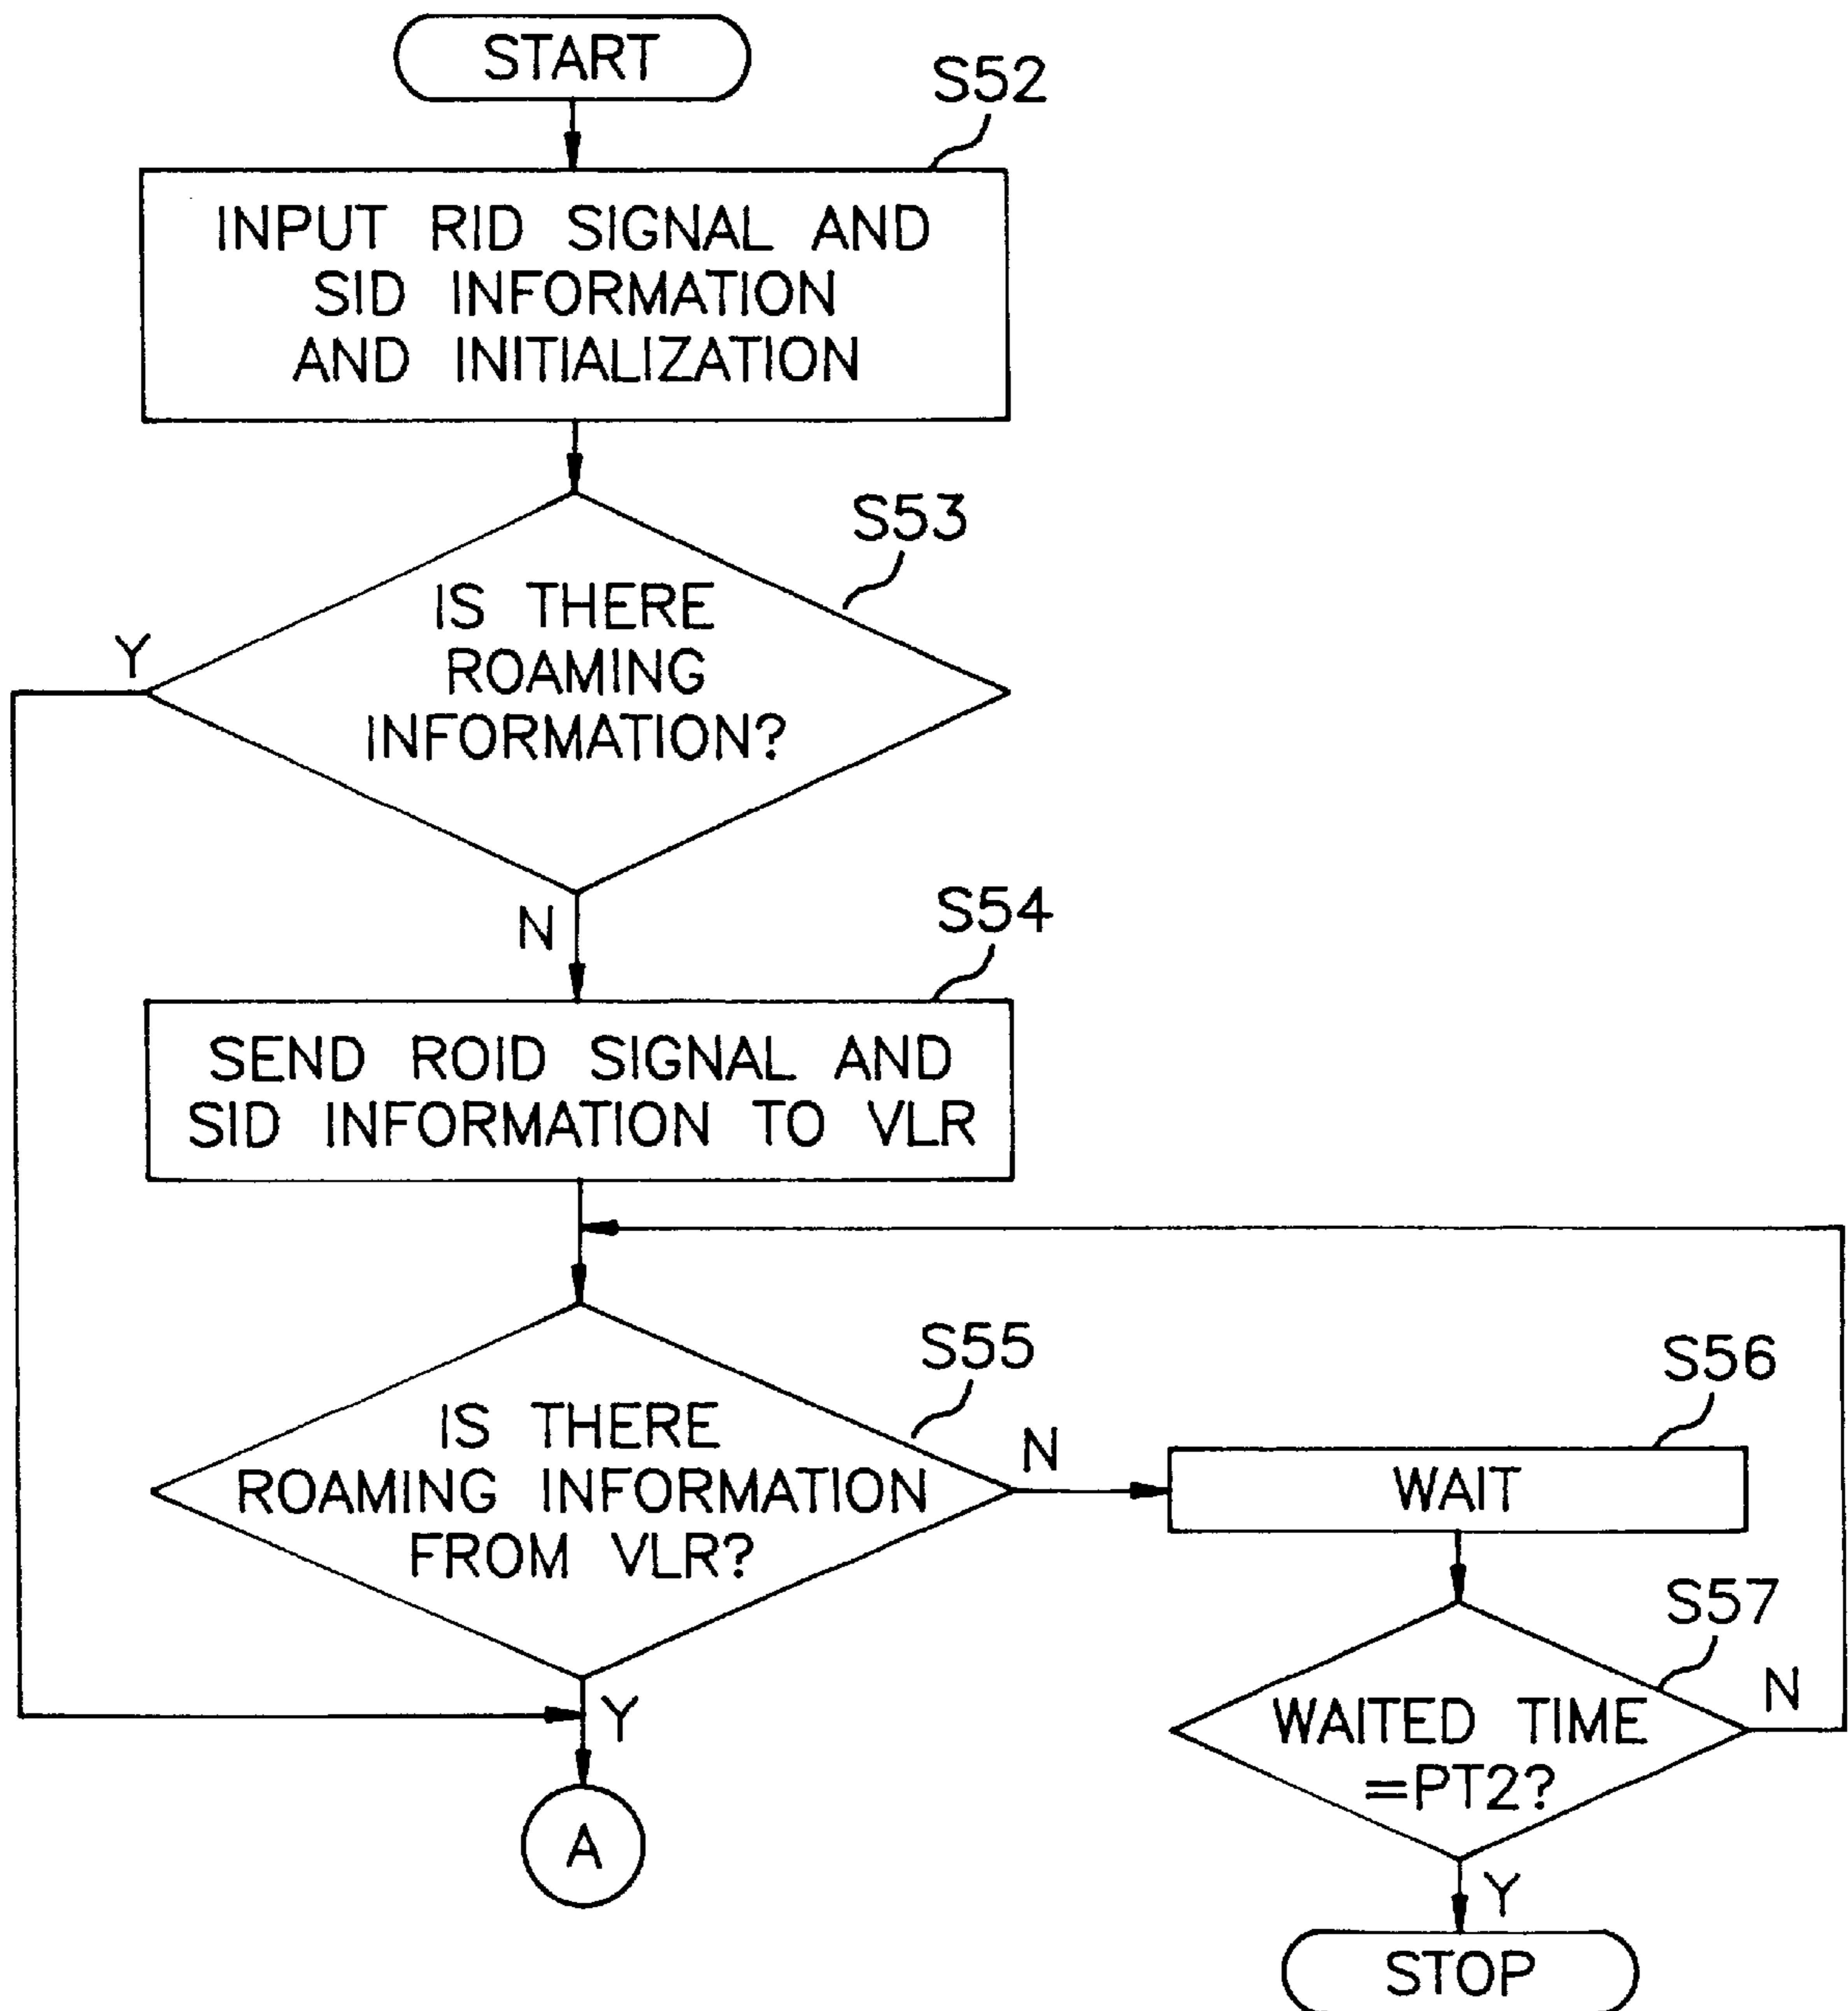 START
S52
INPUT RID SIGNAL AND
SID INFORMATION
AND INITIALIZATION
S53
IS THERE
ROAMING
INFORMATION?
Y
N
S54
SEND ROID SIGNAL AND
SID INFORMATION TO VLR
S55
IS THERE
ROAMING INFORMATION
FROM VLR?
N
Y
S56
WAIT
S57
WAITED TIME
=PT2?
N
Y
A
STOP